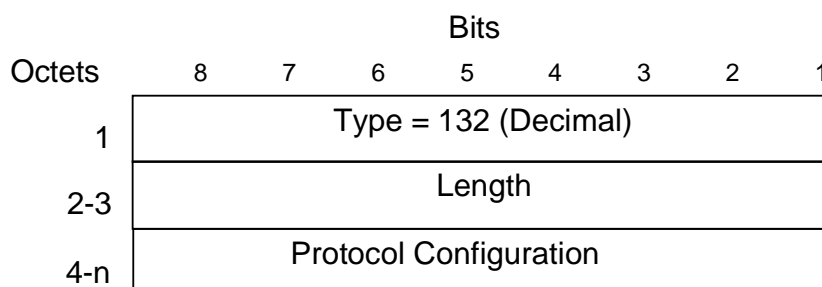 Bits
Octets 8 7 6 5 4 3 2 1
1 Type = 132 (Decimal)
2-3 Length
4-n Protocol Configuration